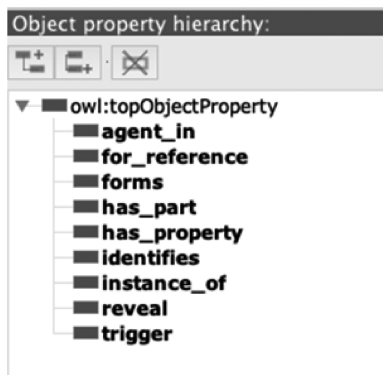 Object property hierarchy:
owl:topObjectProperty
agent_in
for_reference
forms
has_part
has_property
identifies
instance_of
reveal
trigger